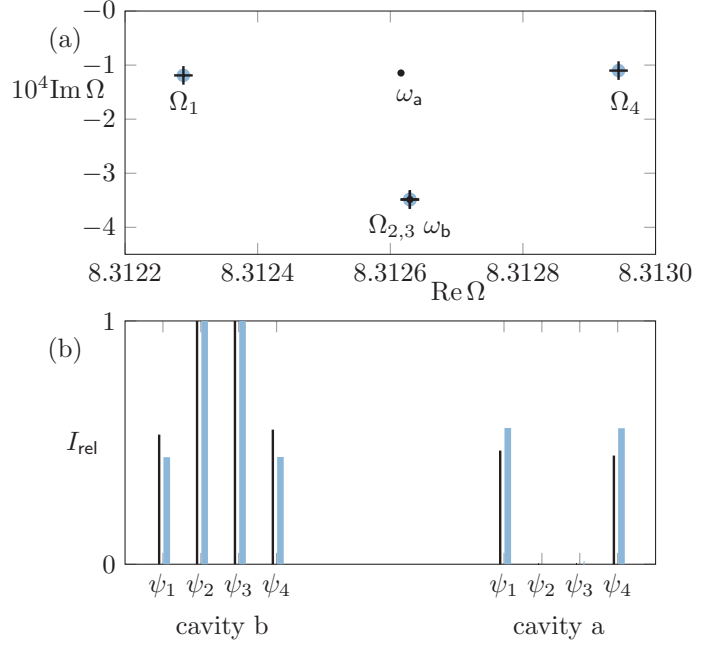 −0
(a)
−1
10⁴Im Ω
Ω₁
ωₐ
Ω₄
−2
−3
Ω₂,₃ ω_b
−4
8.3122
8.3124
8.3126
8.3128
8.3130
Re Ω
1
(b)
I_rel
0
ψ₁ ψ₂ ψ₃ ψ₄
ψ₁ ψ₂ ψ₃ ψ₄
cavity b
cavity a